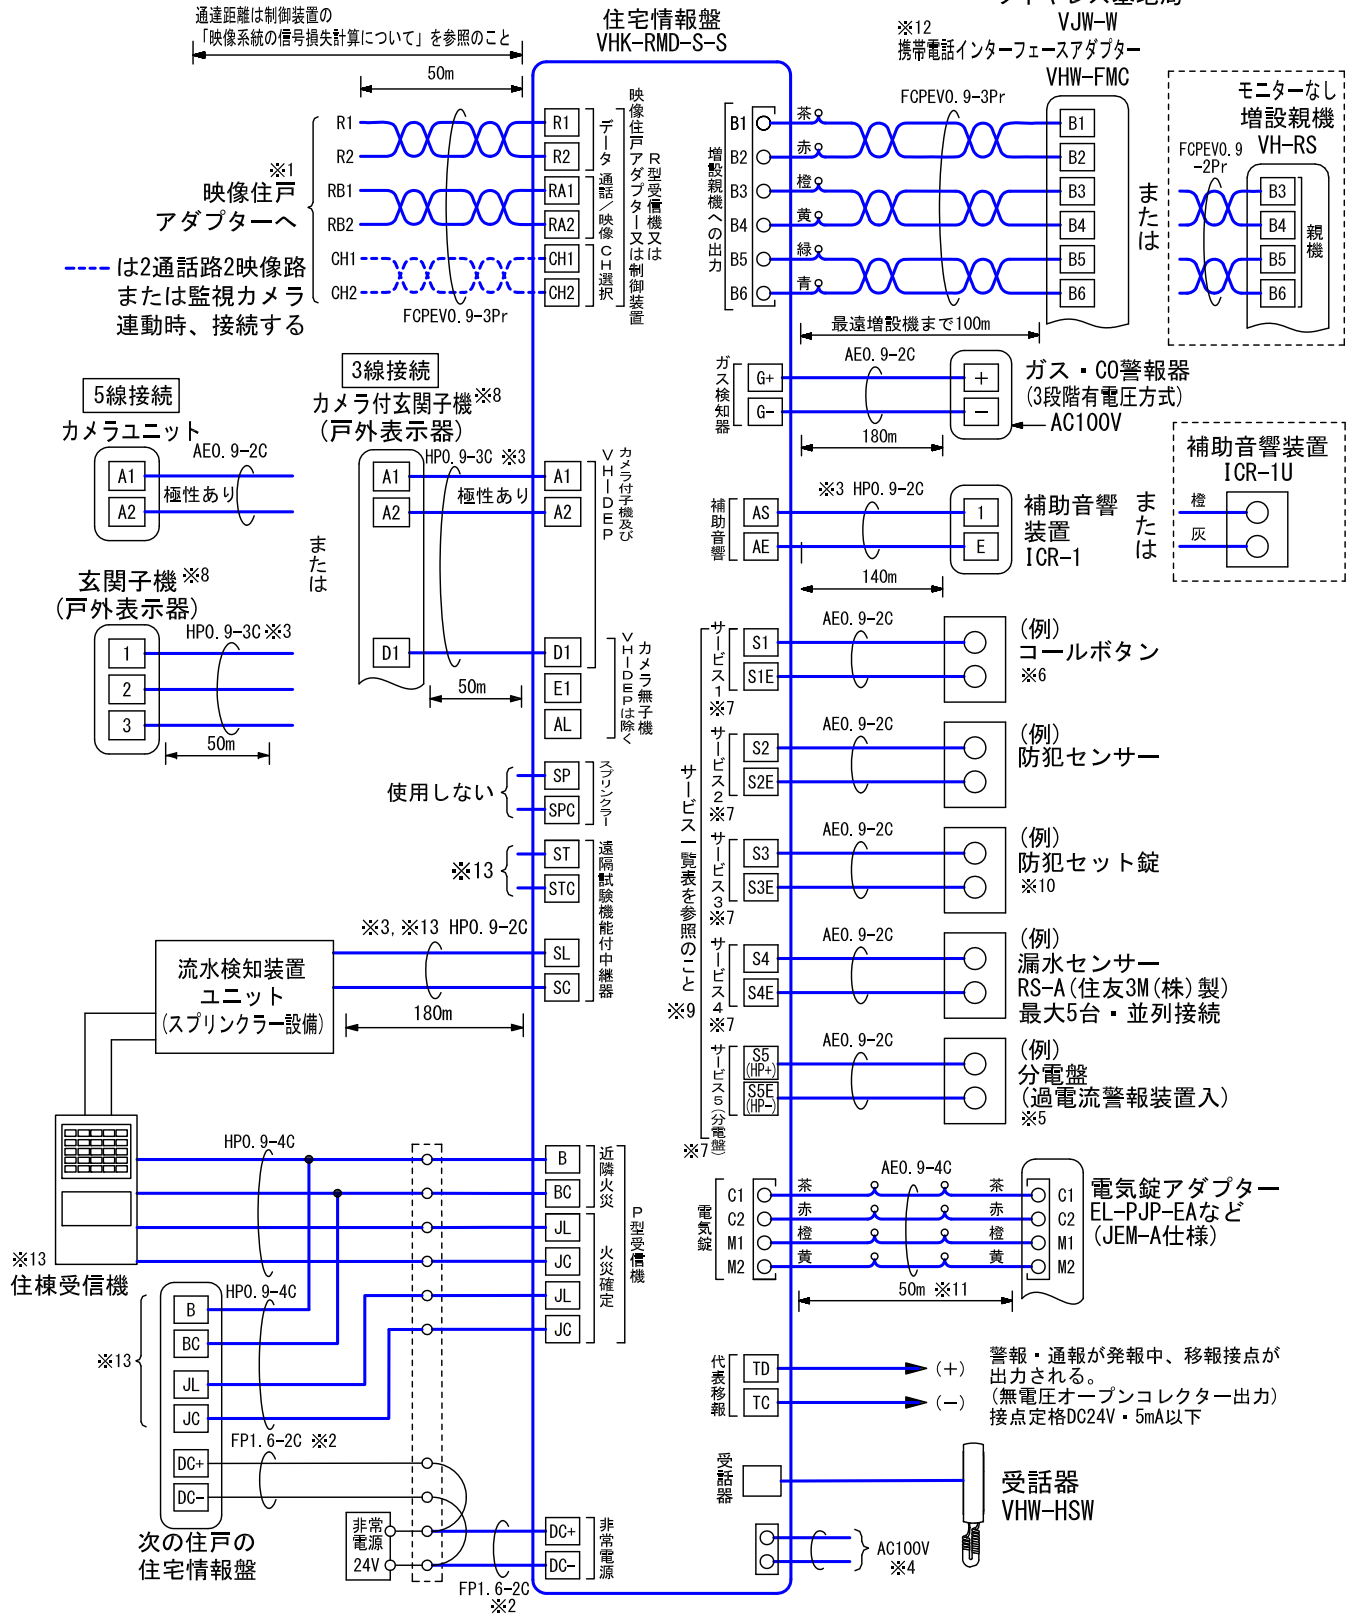 通達距離は制御装置の
「映像系統の信号損失計算について」を参照のこと
50m
※1
映像住戸
アダプターへ
R1
R2
RB1
RB2
CH1
CH2
は2通話路2映像路
または監視カメラ
連動時、接続する
FCPEV0.9-3Pr
住宅情報盤
VHK-RMD-S-S
R1
R2
RA1
RA2
CH1
CH2
データ
通話／映像
CH選択
映像住戸アダプター又は制御装置
R型受信機又は
5線接続
カメラユニット
A1
A2
AE0.9-2C
極性あり
玄関子機※8
(戸外表示器)
1
2
3
HP0.9-3C※3
50m
または
3線接続
カメラ付玄関子機※8
(戸外表示器)
A1
A2
D1
HP0.9-3C ※3
極性あり
50m
A1
A2
D1
E1
AL
カメラ付子機及び
VHーDEP
カメラ無子機
VHーDEPは除く
使用しない
SP
SPC
スプリンクラー
※13
ST
STC
SL
SC
遠隔試験機能付中継器
※3,※13 HP0.9-2C
180m
流水検知装置
ユニット
(スプリンクラー設備)
※13
住棟受信機
HP0.9-4C
B
BC
JL
JC
JL
JC
近隣火災
火災確定
P型受信機
※13
B
BC
JL
JC
DC+
DC-
HP0.9-4C
FP1.6-2C ※2
次の住戸の
住宅情報盤
非常
電源
24V
FP1.6-2C
※2
DC+
DC-
非常電源
VJW-W
※12
携帯電話インターフェースアダプター
VHW-FMC
増設親機への出力
B1
B2
B3
B4
B5
B6
茶
赤
橙
黄
緑
青
FCPEV0.9-3Pr
B1
B2
B3
B4
B5
B6
最遠増設機まで100m
または
モニターなし
増設親機
VH-RS
FCPEV0.9
-2Pr
B3
B4
B5
B6
親機
ガス検知器
G+
G-
AE0.9-2C
180m
+
-
ガス・CO警報器
(3段階有電圧方式)
AC100V
補助音響
AS
AE
※3 HP0.9-2C
140m
1
E
補助音響
装置
ICR-1
または
補助音響装置
ICR-1U
橙
灰
サービス一覧表を参照のこと
※9
サービス1
※7
S1
S1E
AE0.9-2C
(例)
コールボタン
※6
サービス2
※7
S2
S2E
AE0.9-2C
(例)
防犯センサー
サービス3
※7
S3
S3E
AE0.9-2C
(例)
防犯セット錠
※10
サービス4
※7
S4
S4E
AE0.9-2C
(例)
漏水センサー
RS-A(住友3M(株)製)
最大5台・並列接続
サービス5(分電盤)
※7
S5
(HP+)
S5E
(HP-)
AE0.9-2C
(例)
分電盤
(過電流警報装置入)
※5
電気錠
C1
C2
M1
M2
茶
赤
橙
黄
AE0.9-4C
茶
赤
橙
黄
C1
C2
M1
M2
50m ※11
電気錠アダプター
EL-PJP-EAなど
(JEM-A仕様)
代表移報
TD
TC
(+)
(-)
警報・通報が発報中、移報接点が
出力される。
(無電圧オープンコレクター出力)
接点定格DC24V・5mA以下
受話器
受話器
VHW-HSW
AC100V
※4